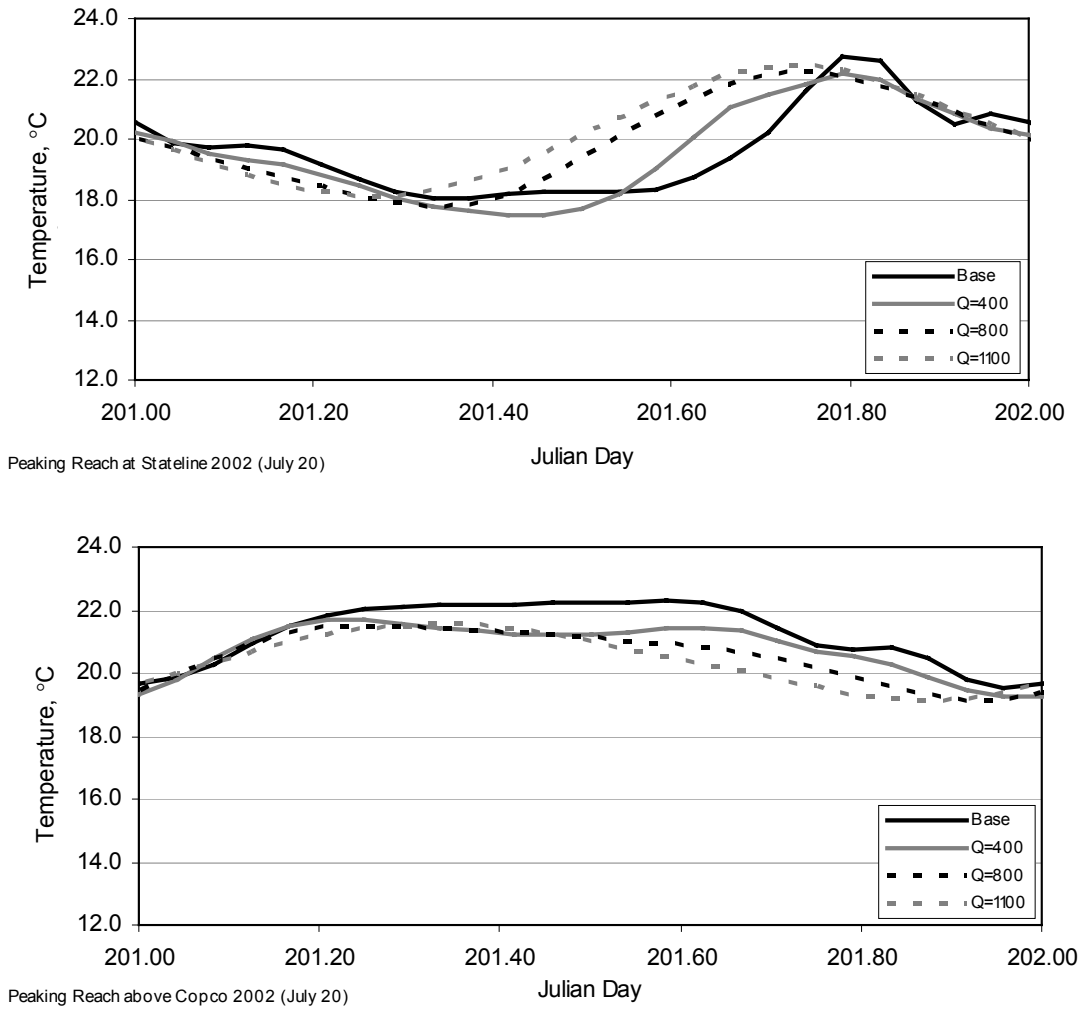 24.0
22.0
20.0
18.0
16.0
14.0
12.0
Temperature, °C
Base
Q=400
Q=800
Q=1100
201.00 201.20 201.40 201.60 201.80 202.00
Julian Day
Peaking Reach at Stateline 2002 (July 20)
24.0
22.0
20.0
18.0
16.0
14.0
12.0
Temperature, °C
Base
Q=400
Q=800
Q=1100
201.00 201.20 201.40 201.60 201.80 202.00
Julian Day
Peaking Reach above Copco 2002 (July 20)